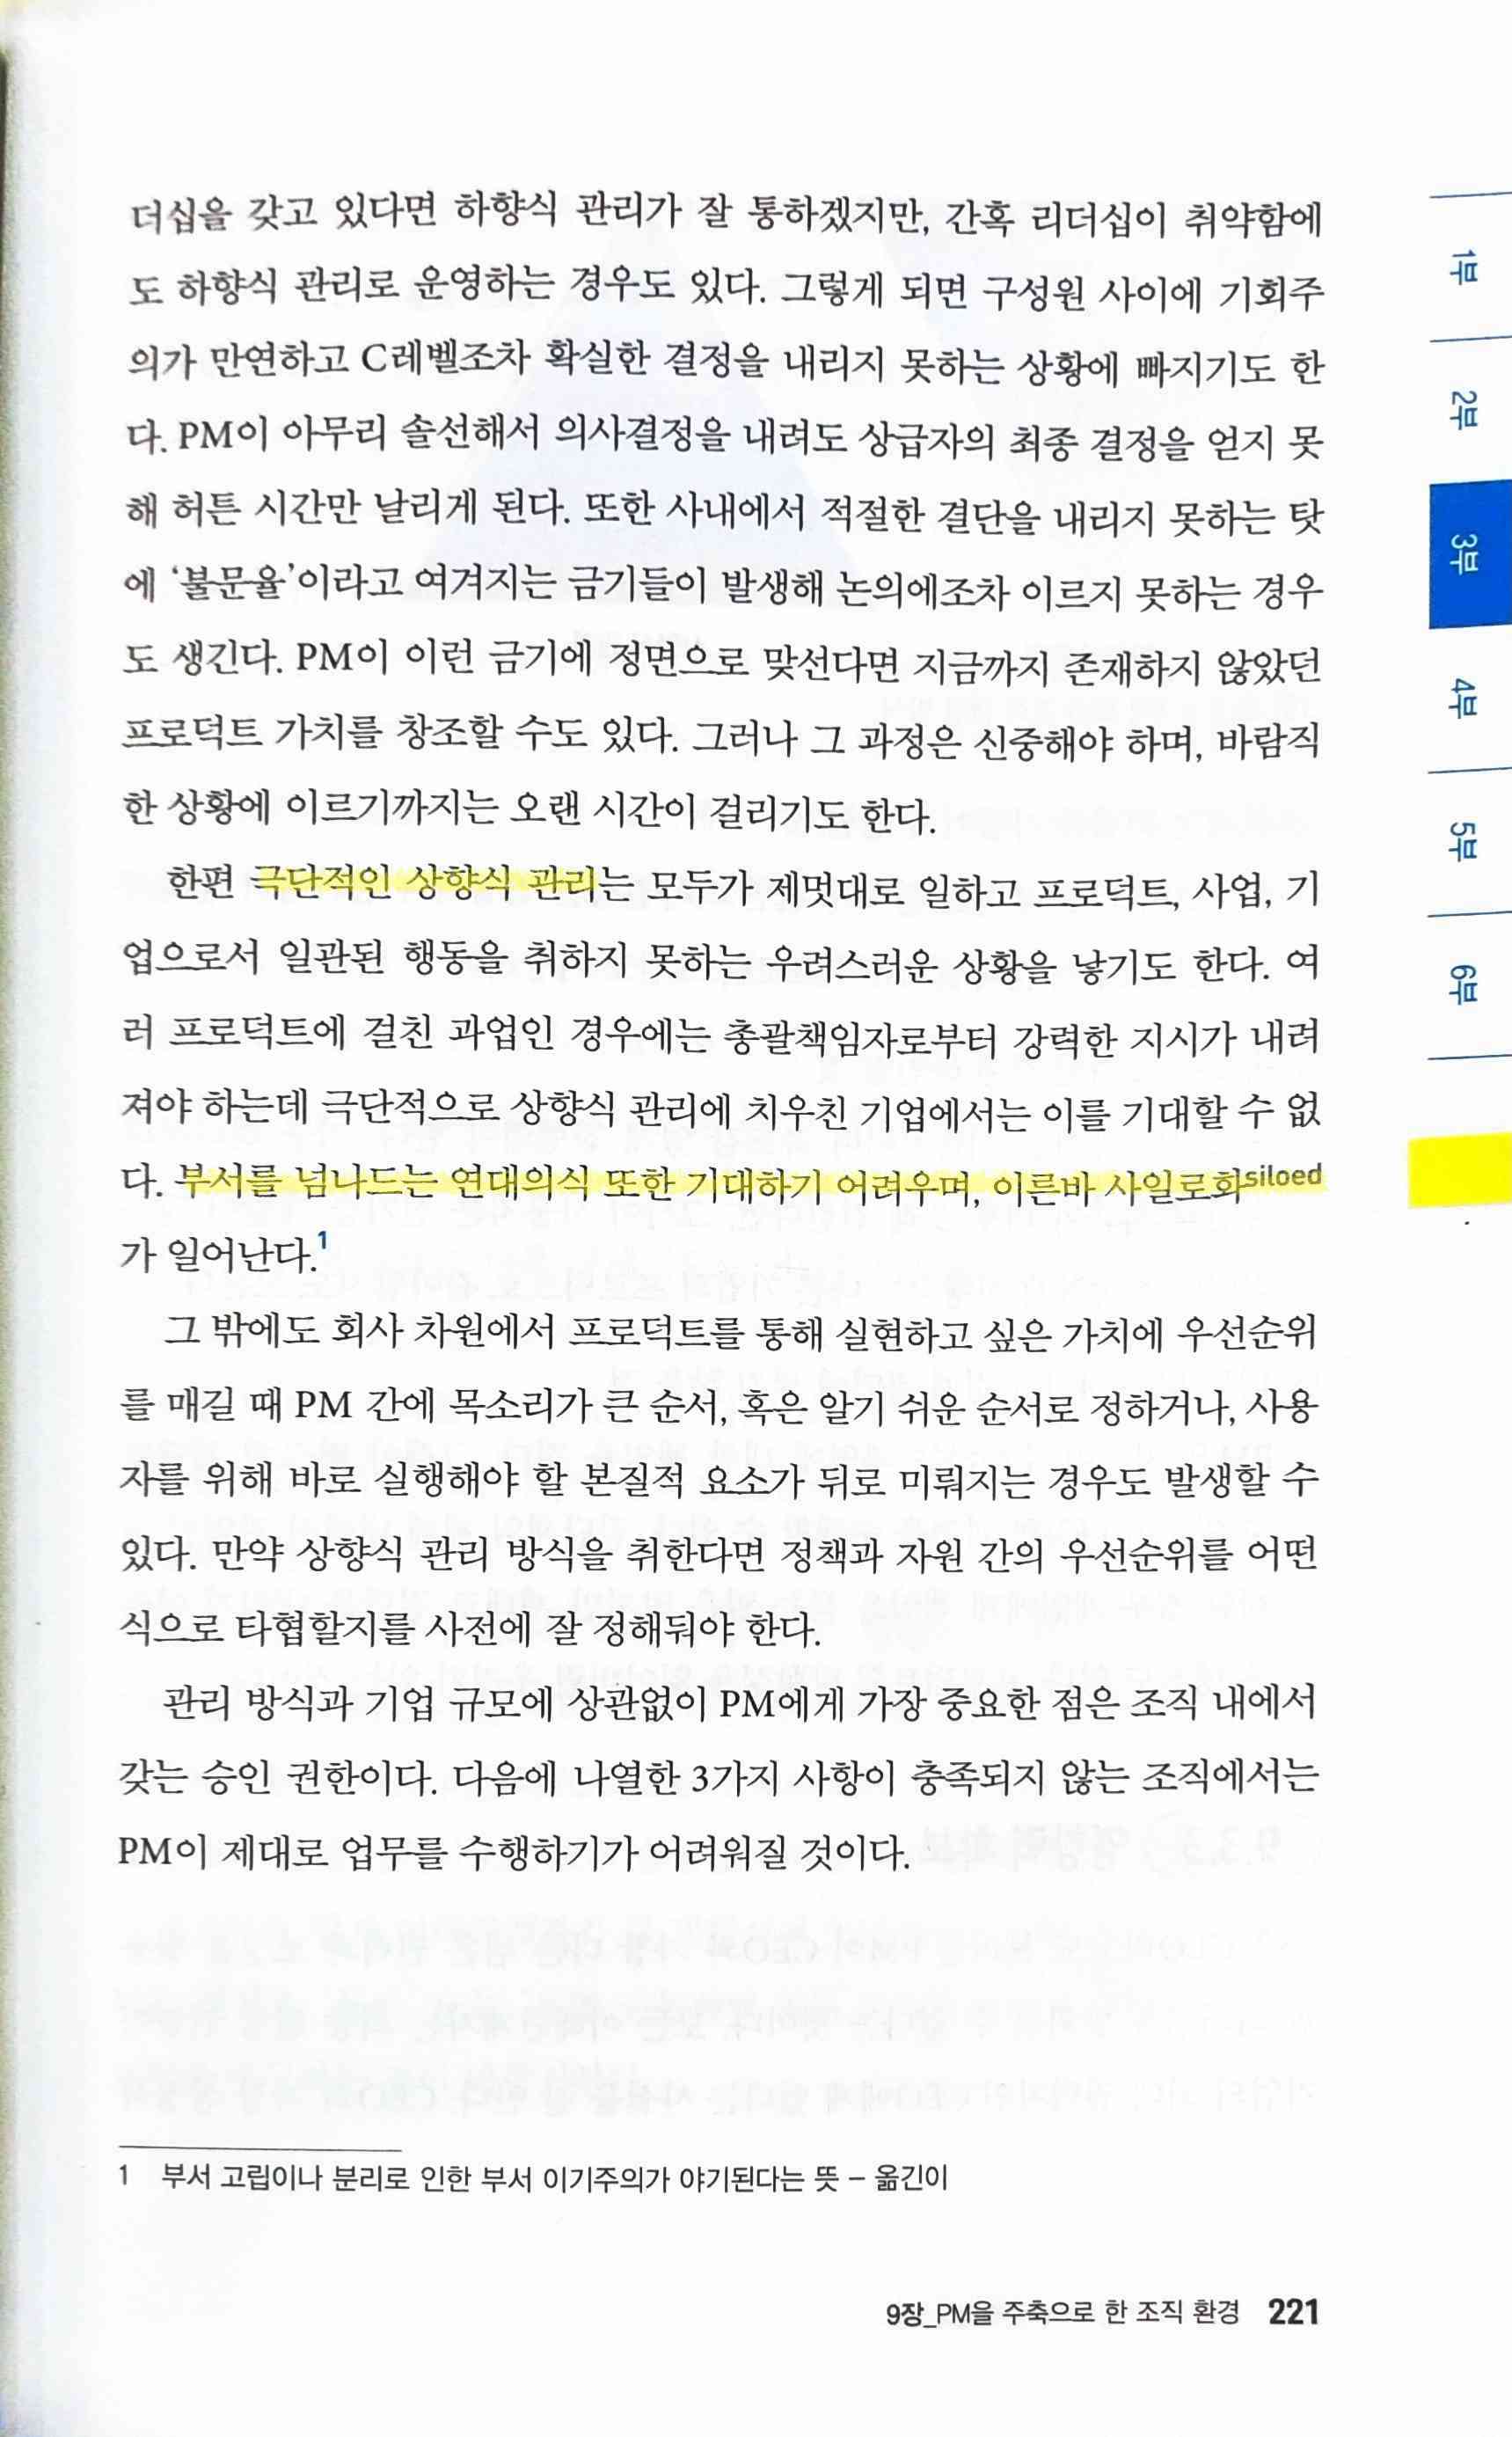 더십을 갖고 있다면 하향식 관리가 잘 통하겠지만, 간혹 리더십이 취약함에
도 하향식 관리로 운영하는 경우도 있다. 그렇게 되면 구성원 사이에 기회주
의가 만연하고 C레벨조차 확실한 결정을 내리지 못하는 상황에 빠지기도 한
다. PM이 아무리 솔선해서 의사결정을 내려도 상급자의 최종 결정을 얻지 못
해 허튼 시간만 날리게 된다. 또한 사내에서 적절한 결단을 내리지 못하는 탓
에 ‘불문율’이라고 여겨지는 금기들이 발생해 논의에조차 이르지 못하는 경우
도 생긴다. PM이 이런 금기에 정면으로 맞선다면 지금까지 존재하지 않았던
프로덕트 가치를 창조할 수도 있다. 그러나 그 과정은 신중해야 하며, 바람직
한 상황에 이르기까지는 오랜 시간이 걸리기도 한다.
한편 극단적인 상향식 관리는 모두가 제멋대로 일하고 프로덕트, 사업, 기
업으로서 일관된 행동을 취하지 못하는 우려스러운 상황을 낳기도 한다. 여
러 프로덕트에 걸친 과업인 경우에는 총괄책임자로부터 강력한 지시가 내려
져야 하는데 극단적으로 상향식 관리에 치우친 기업에서는 이를 기대할 수 없
다. 부서를 넘나드는 연대의식 또한 기대하기 어려우며, 이른바 사일로화siloed
가 일어난다.1
그 밖에도 회사 차원에서 프로덕트를 통해 실현하고 싶은 가치에 우선순위
를 매길 때 PM 간에 목소리가 큰 순서, 혹은 알기 쉬운 순서로 정하거나, 사용
자를 위해 바로 실행해야 할 본질적 요소가 뒤로 미뤄지는 경우도 발생할 수
있다. 만약 상향식 관리 방식을 취한다면 정책과 자원 간의 우선순위를 어떤
식으로 타협할지를 사전에 잘 정해둬야 한다.
관리 방식과 기업 규모에 상관없이 PM에게 가장 중요한 점은 조직 내에서
갖는 승인 권한이다. 다음에 나열한 3가지 사항이 충족되지 않는 조직에서는
PM이 제대로 업무를 수행하기가 어려워질 것이다.
1 부서 고립이나 분리로 인한 부서 이기주의가 야기된다는 뜻 – 옮긴이
9장_PM을 주축으로 한 조직 환경 221
1부
2부
3부
4부
5부
6부